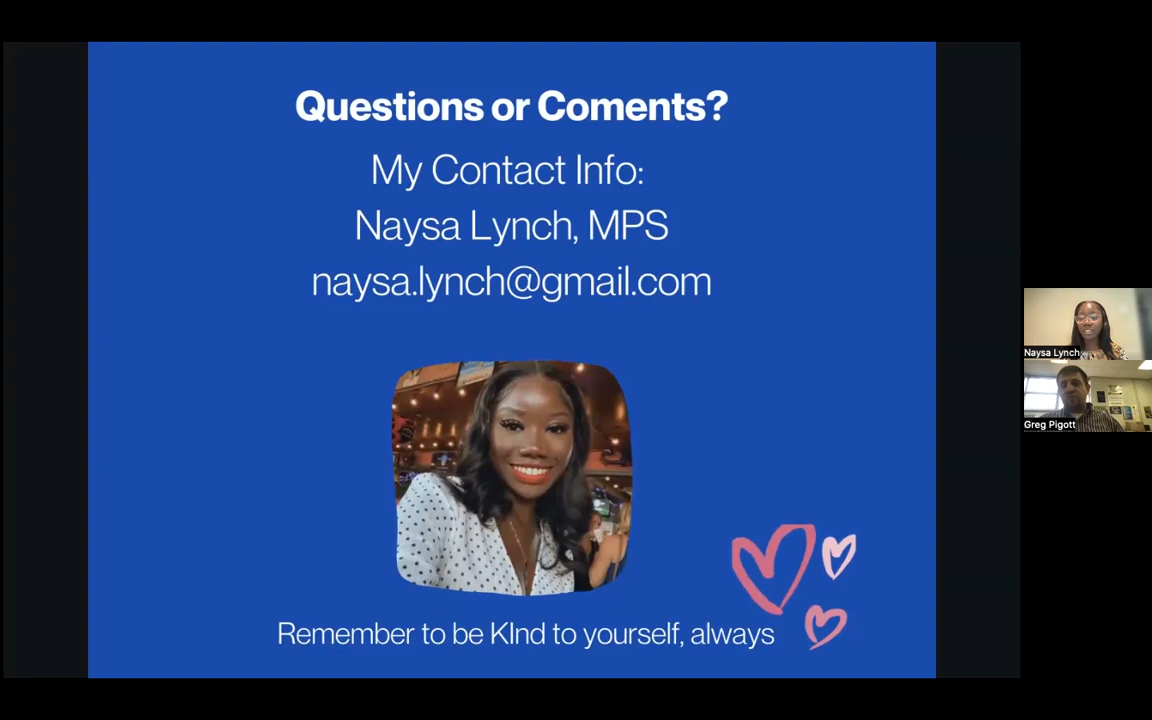 Questions or Coments?
My Contact Info:
Naysa Lynch, MPS
naysa.lynch@gmail.com
Remember to be KInd to yourself, always
Naysa Lynch
Greg Pigott